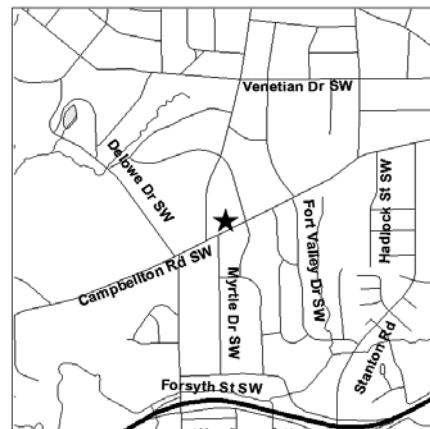 Venetian Dr SW
Delowe Dr SW
Hadlock St SW
Campbellton Rd SW
Myrtle Dr SW
Fort Valley Dr SW
Stanton Rd
Forsyth St SW